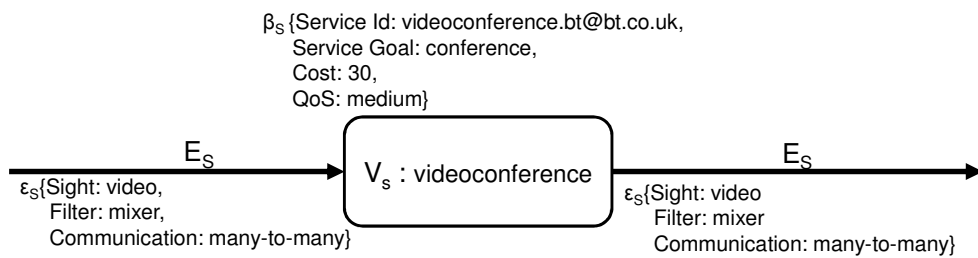 βS{Service Id: videoconference.bt@bt.co.uk,
Service Goal: conference,
Cost: 30,
QoS: medium}
ES
Vs : videoconference
ES
εS{Sight: video,
Filter: mixer,
Communication: many-to-many}
εS{Sight: video
Filter: mixer
Communication: many-to-many}